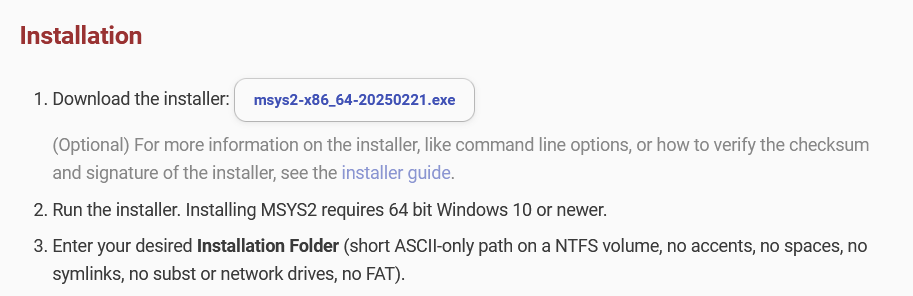 Installation
1. Download the installer: msys2-x86_64-20250221.exe
(Optional) For more information on the installer, like command line options, or how to verify the checksum
and signature of the installer, see the installer guide.
2. Run the installer. Installing MSYS2 requires 64 bit Windows 10 or newer.
3. Enter your desired Installation Folder (short ASCII-only path on a NTFS volume, no accents, no spaces, no
symlinks, no subst or network drives, no FAT).